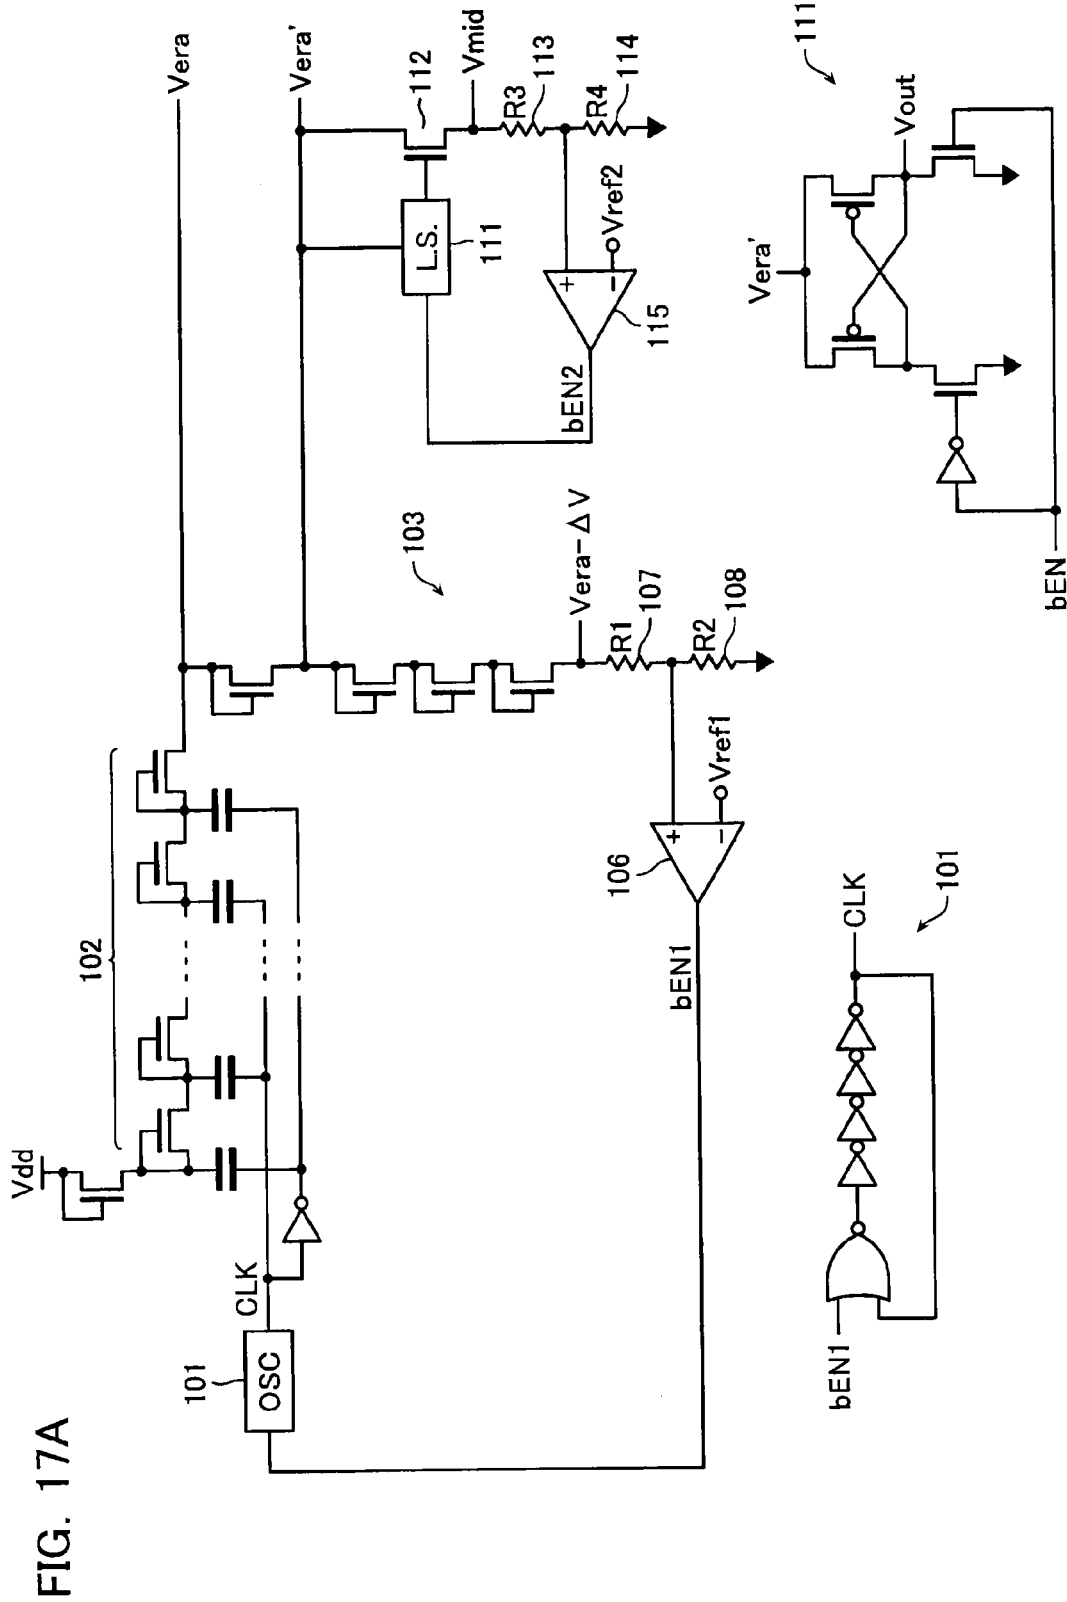 FIG. 17A
Vdd
102
Vera
Vera'
101
OSC
CLK
103
L.S.
111
112
Vmid
R3
113
R4
114
Vref2
+
−
115
bEN2
Vera−ΔV
R1
107
R2
108
Vref1
+
−
106
bEN1
bEN1
CLK
101
111
Vera'
Vout
bEN